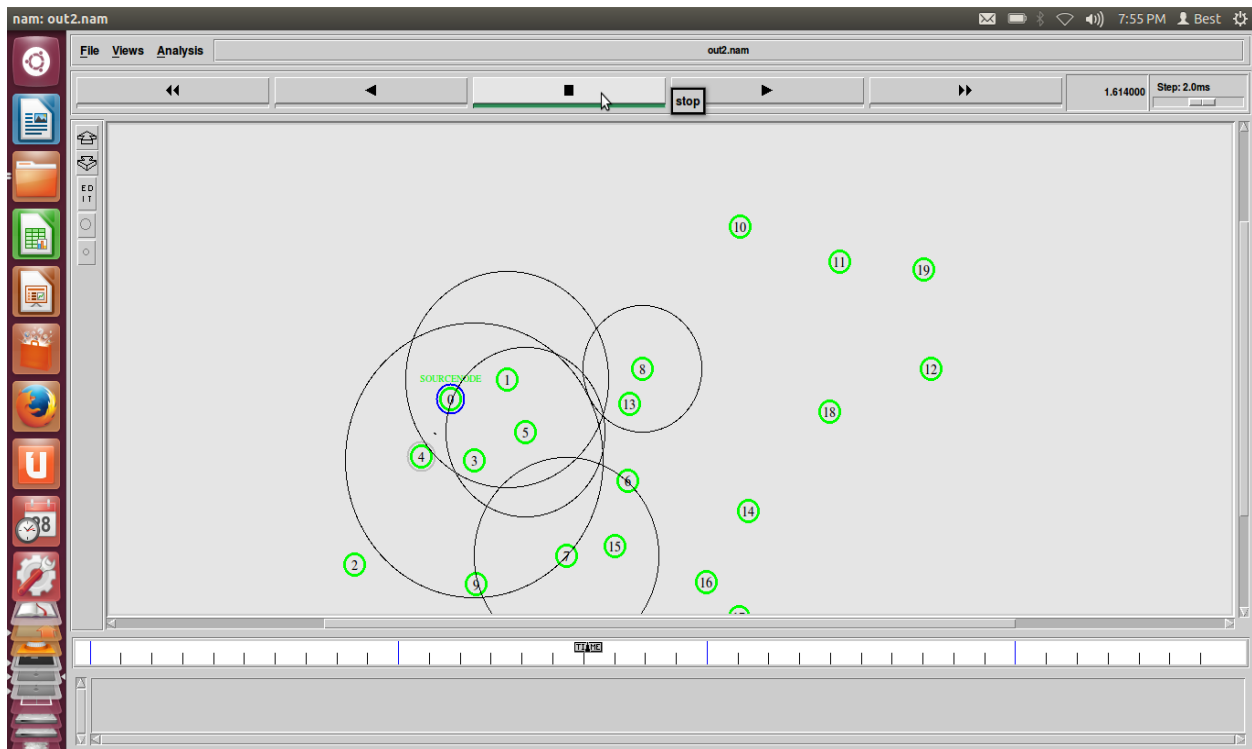 nam: out2.nam
7:55 PM Best
File Views Analysis
out2.nam
stop
1.614000
Step: 2.0ms
ED
IT
10
11
19
8
12
SOURCENODE
1
0
13
18
5
4
3
6
14
15
7
2
9
16
TIME